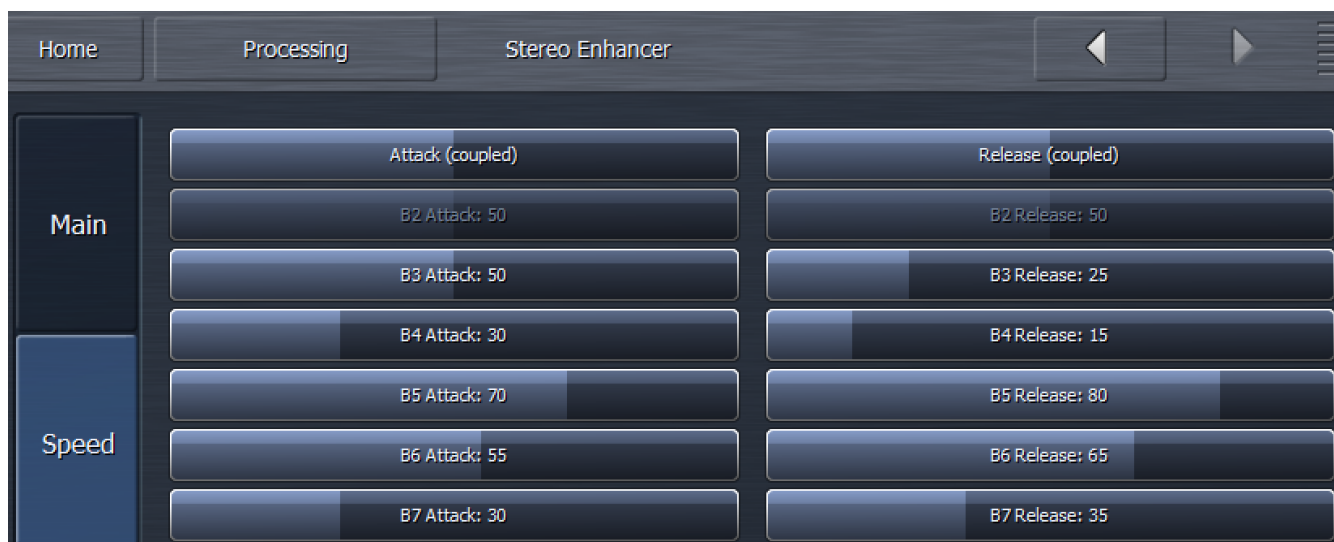 Home Processing Stereo Enhancer
Main
Speed
Attack (coupled) Release (coupled)
B2 Attack: 50 B2 Release: 50
B3 Attack: 50 B3 Release: 25
B4 Attack: 30 B4 Release: 15
B5 Attack: 70 B5 Release: 80
B6 Attack: 55 B6 Release: 65
B7 Attack: 30 B7 Release: 35